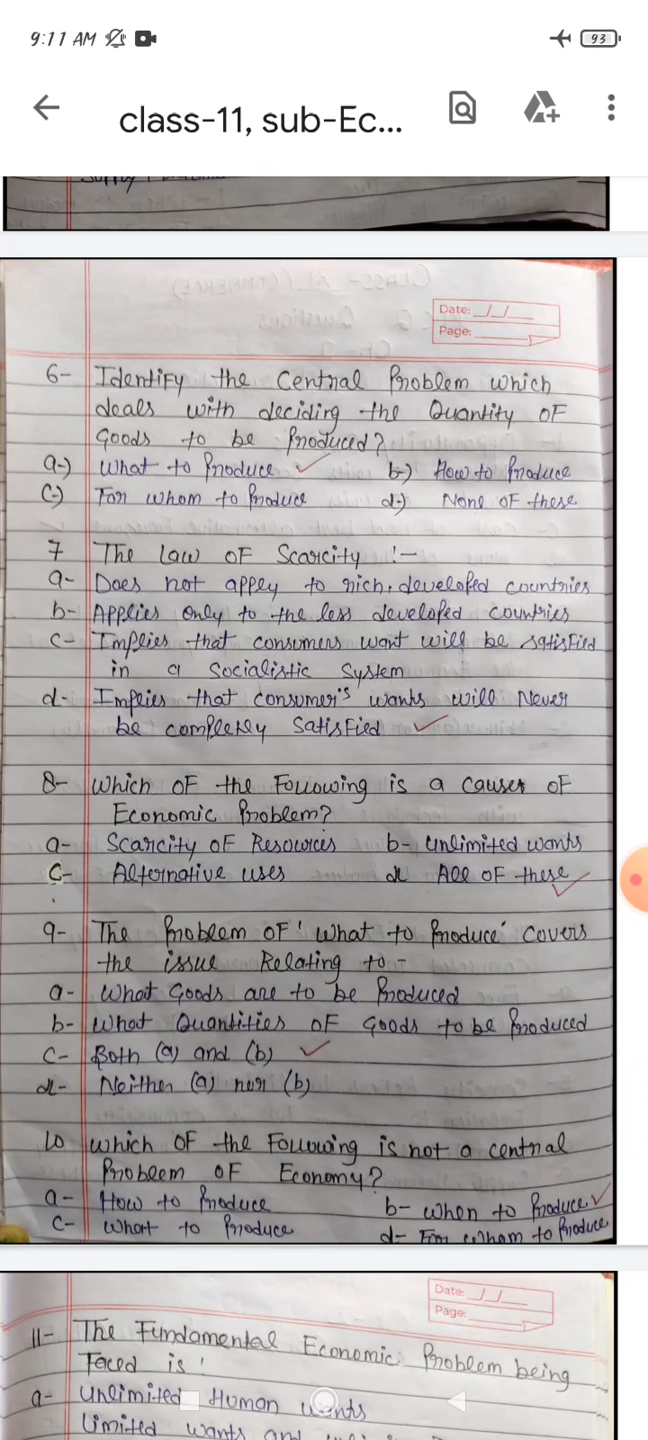 9:11 AM
93
class-11, sub-Ec...
Date: _/_/_
Page:
6- Identify the Central Problem which
deals with deciding the Quantity of
Goods to be Produced?
a-) What to Produce ✓ b-) How to Produce
c-) For whom to Produce d-) None of these
7 The Law of Scarcity :-
a- Does not apply to rich, developed countries
b- Applies only to the less developed countries
c- Implies that consumers want will be satisfied
in a Socialistic System
d- Implies that consumer's wants will Never
be completely Satisfied ✓
8- Which of the Following is a causes of
Economic Problem?
a- Scarcity of Resources b- Unlimited wants
c- Alternative uses d- All of these ✓
9- The Problem of 'What to Produce' covers
the issue Relating to -
a- What Goods are to be Produced
b- What Quantities of Goods to be Produced
c- Both (a) and (b) ✓
d- Neither (a) nor (b)
10 Which of the Following is not a central
Problem of Economy?
a- How to Produce b- When to Produce ✓
c- What to Produce d- For whom to Produce
Date: _/_/_
Page:
11- The Fundamental Economic Problem being
Faced is!
a- Unlimited Human wants
Limited wants and